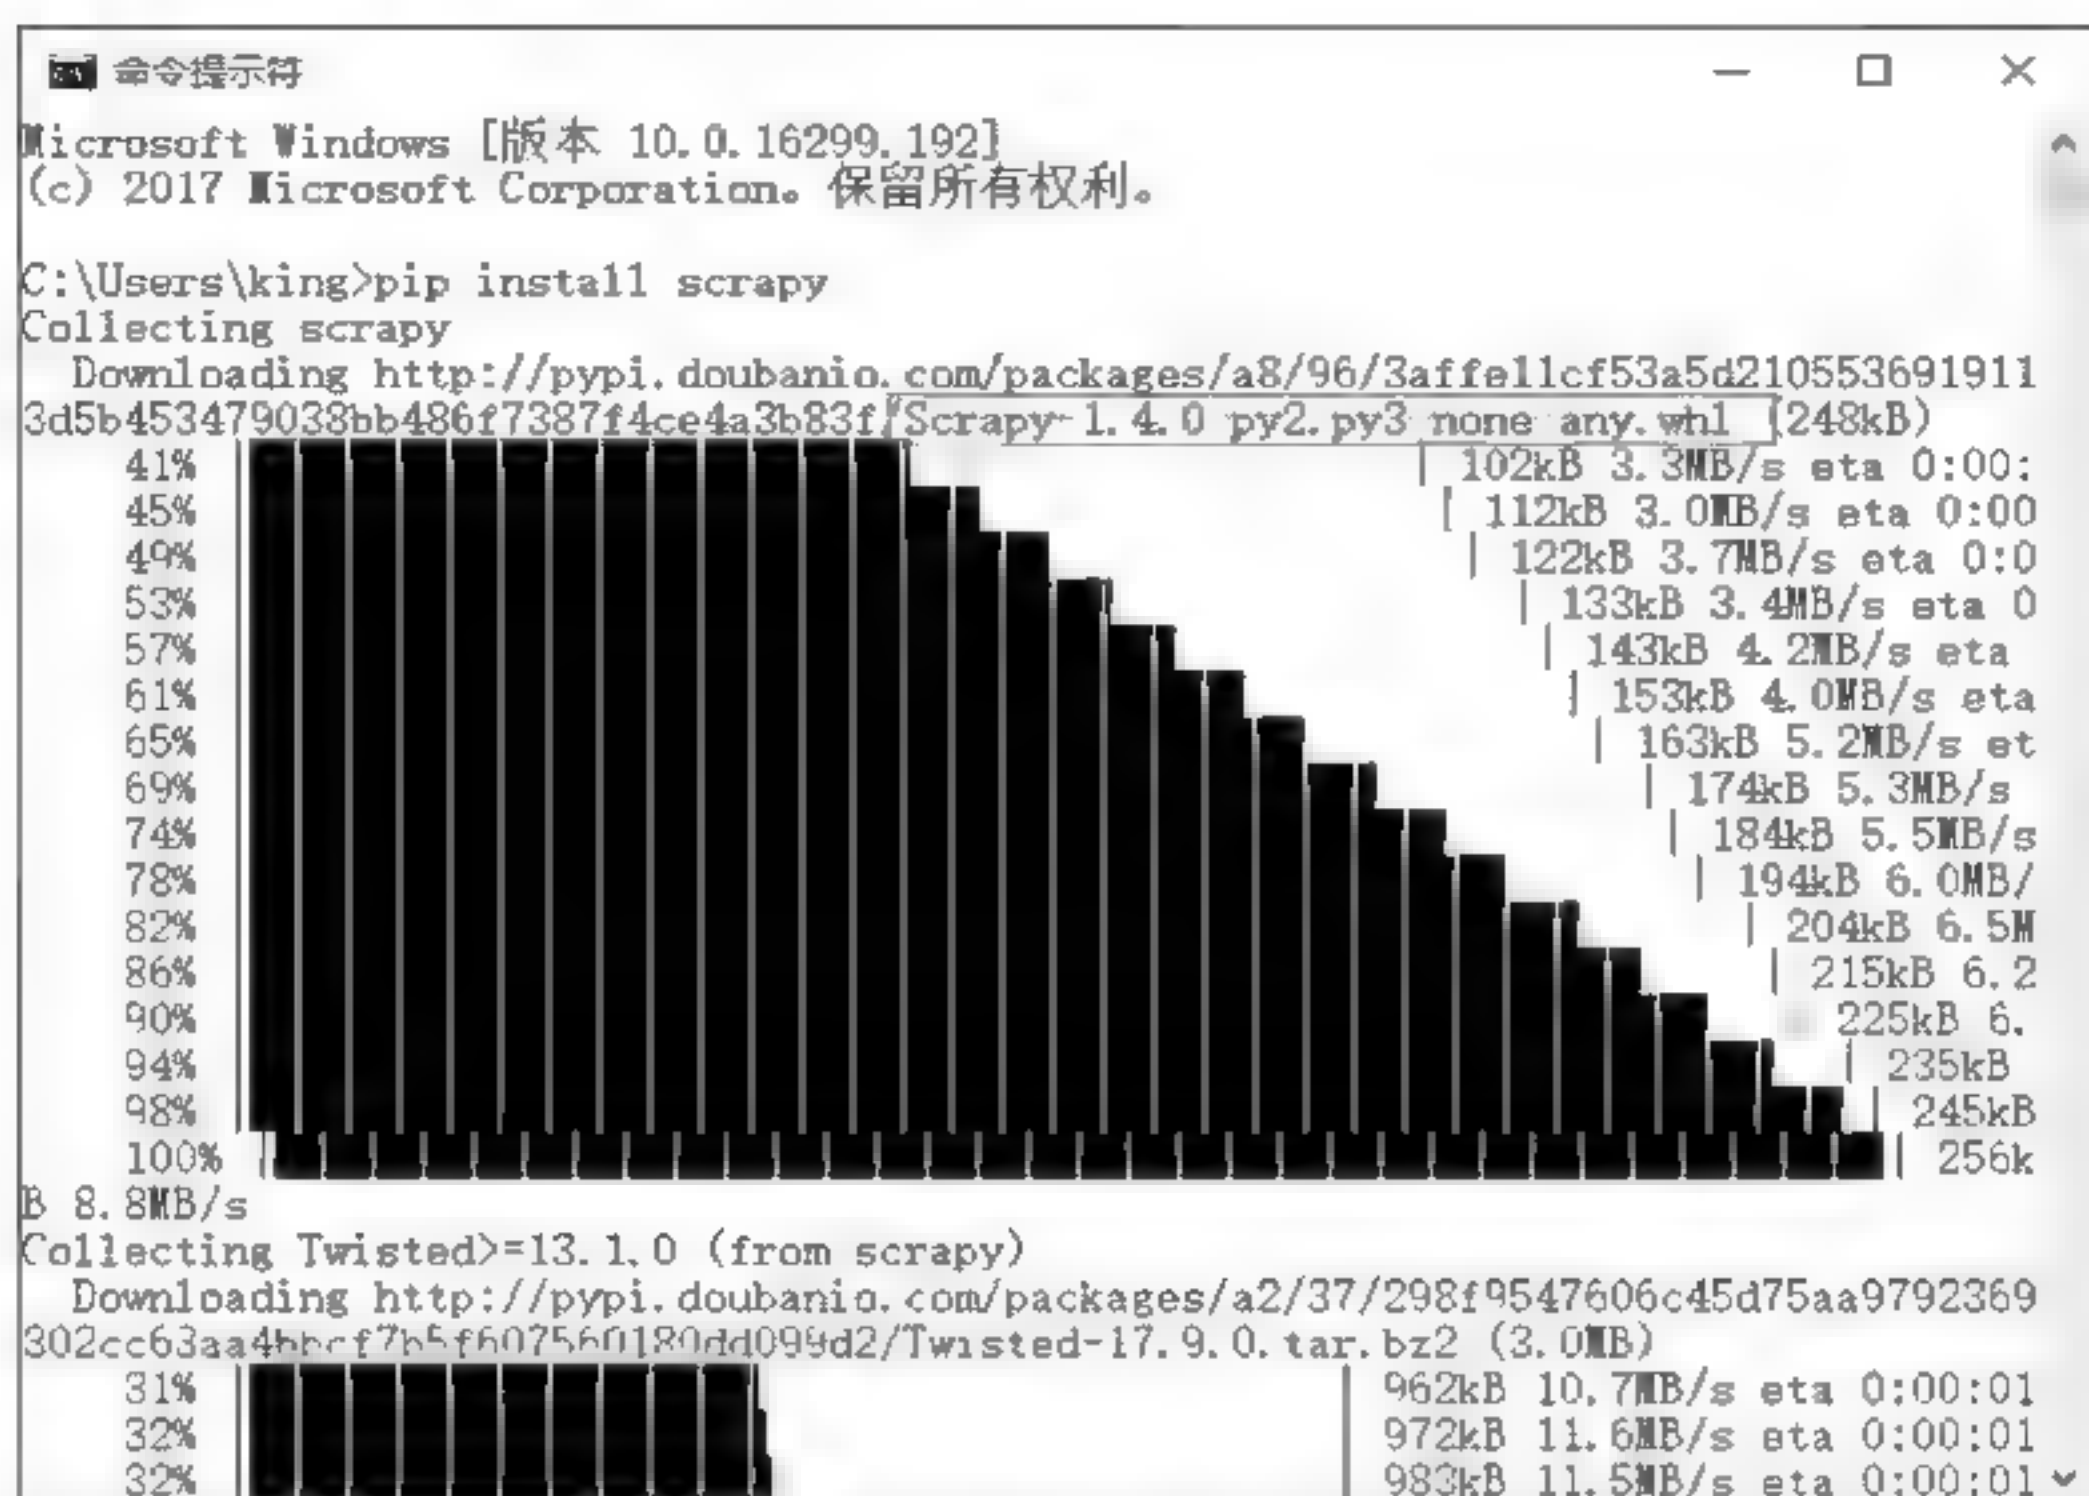 命令提示符
Microsoft Windows [版本 10.0.16299.192]
(c) 2017 Microsoft Corporation。保留所有权利。
C:\Users\king>pip install scrapy
Collecting scrapy
Downloading http://pypi.doubanio.com/packages/a8/96/3affe11cf53a5d210553691911
3d5b453479038bb486f7387f4ce4a3b83f/Scrapy-1.4.0 py2.py3 none any.whl (248kB)
41% | | 102kB 3.3MB/s eta 0:00:
45% | 112kB 3.0MB/s eta 0:00
49% | 122kB 3.7MB/s eta 0:0
53% | 133kB 3.4MB/s eta 0
57% | 143kB 4.2MB/s eta
61% | 153kB 4.0MB/s eta
65% | 163kB 5.2MB/s et
69% | 174kB 5.3MB/s
74% | 184kB 5.5MB/s
78% | 194kB 6.0MB/
82% | 204kB 6.5M
86% | 215kB 6.2
90% 225kB 6.
94% | 235kB
98% | 245kB
100% | 256k
B 8.8MB/s
Collecting Twisted>=13.1.0 (from scrapy)
Downloading http://pypi.doubanio.com/packages/a2/37/298f9547606c45d75aa9792369
/Twisted-17.9.0.tar.bz2 (3.0MB)
31% | | 962kB 10.7MB/s eta 0:00:01
32% | | 972kB 11.6MB/s eta 0:00:01
32% | | 983kB 11.5MB/s eta 0:00:01